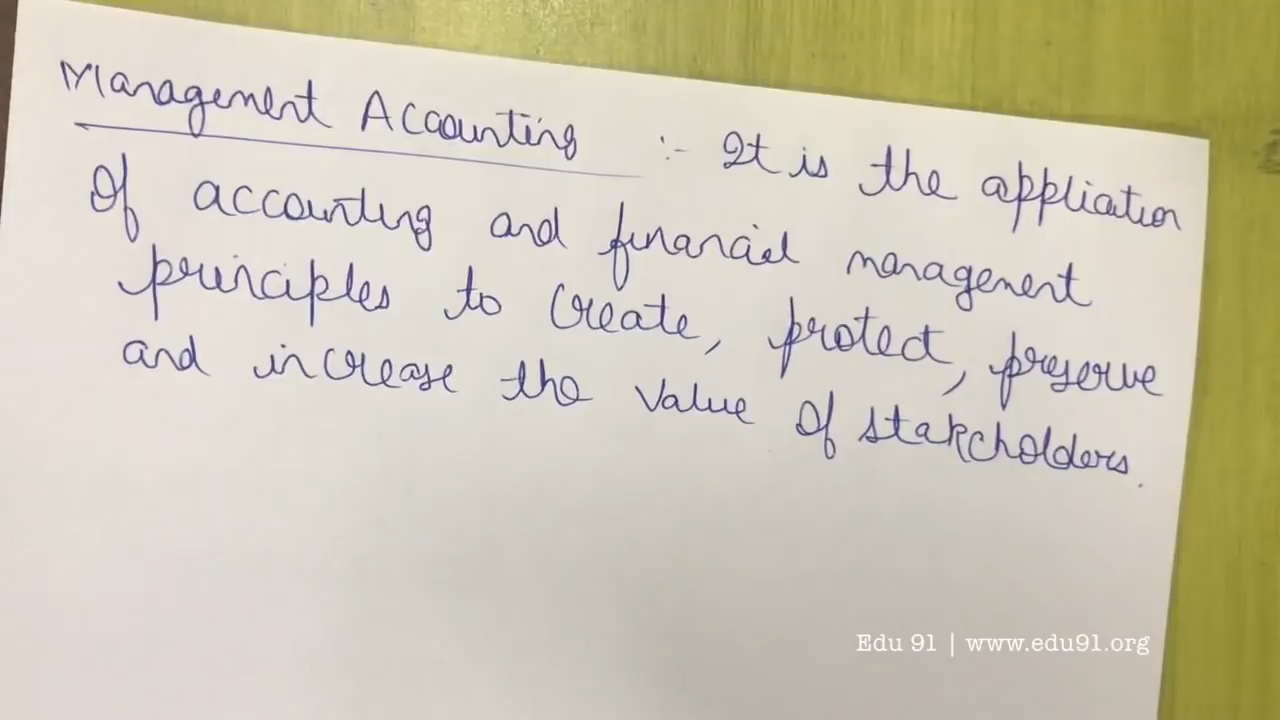 Management Accounting :- It is the application
of accounting and financial management
principles to create, protect, preserve
and increase the value of stakeholders.
Edu 91 | www.edu91.org